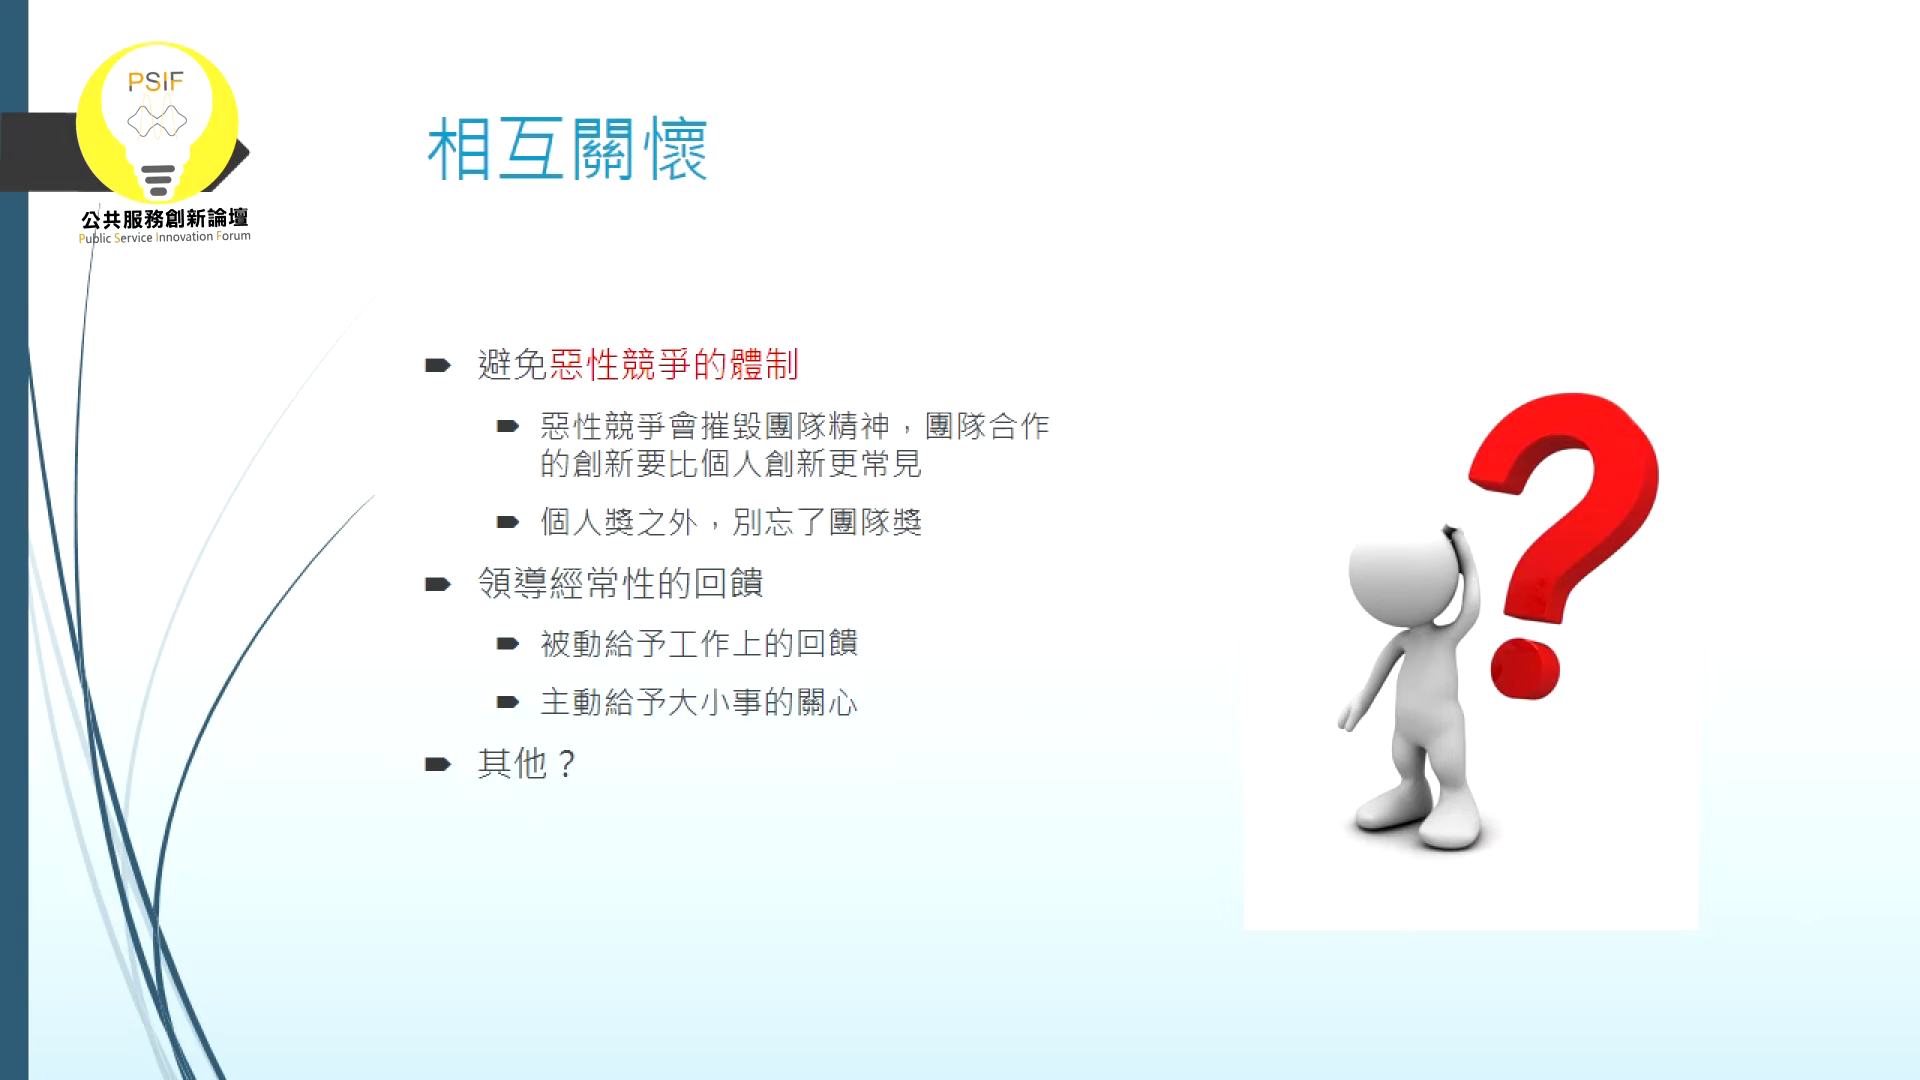 PSIF
公共服務創新論壇
Public Service Innovation Forum
相互關懷
避免惡性競爭的體制
惡性競爭會摧毀團隊精神，團隊合作
的創新要比個人創新更常見
個人獎之外，別忘了團隊獎
領導經常性的回饋
被動給予工作上的回饋
主動給予大小事的關心
其他？